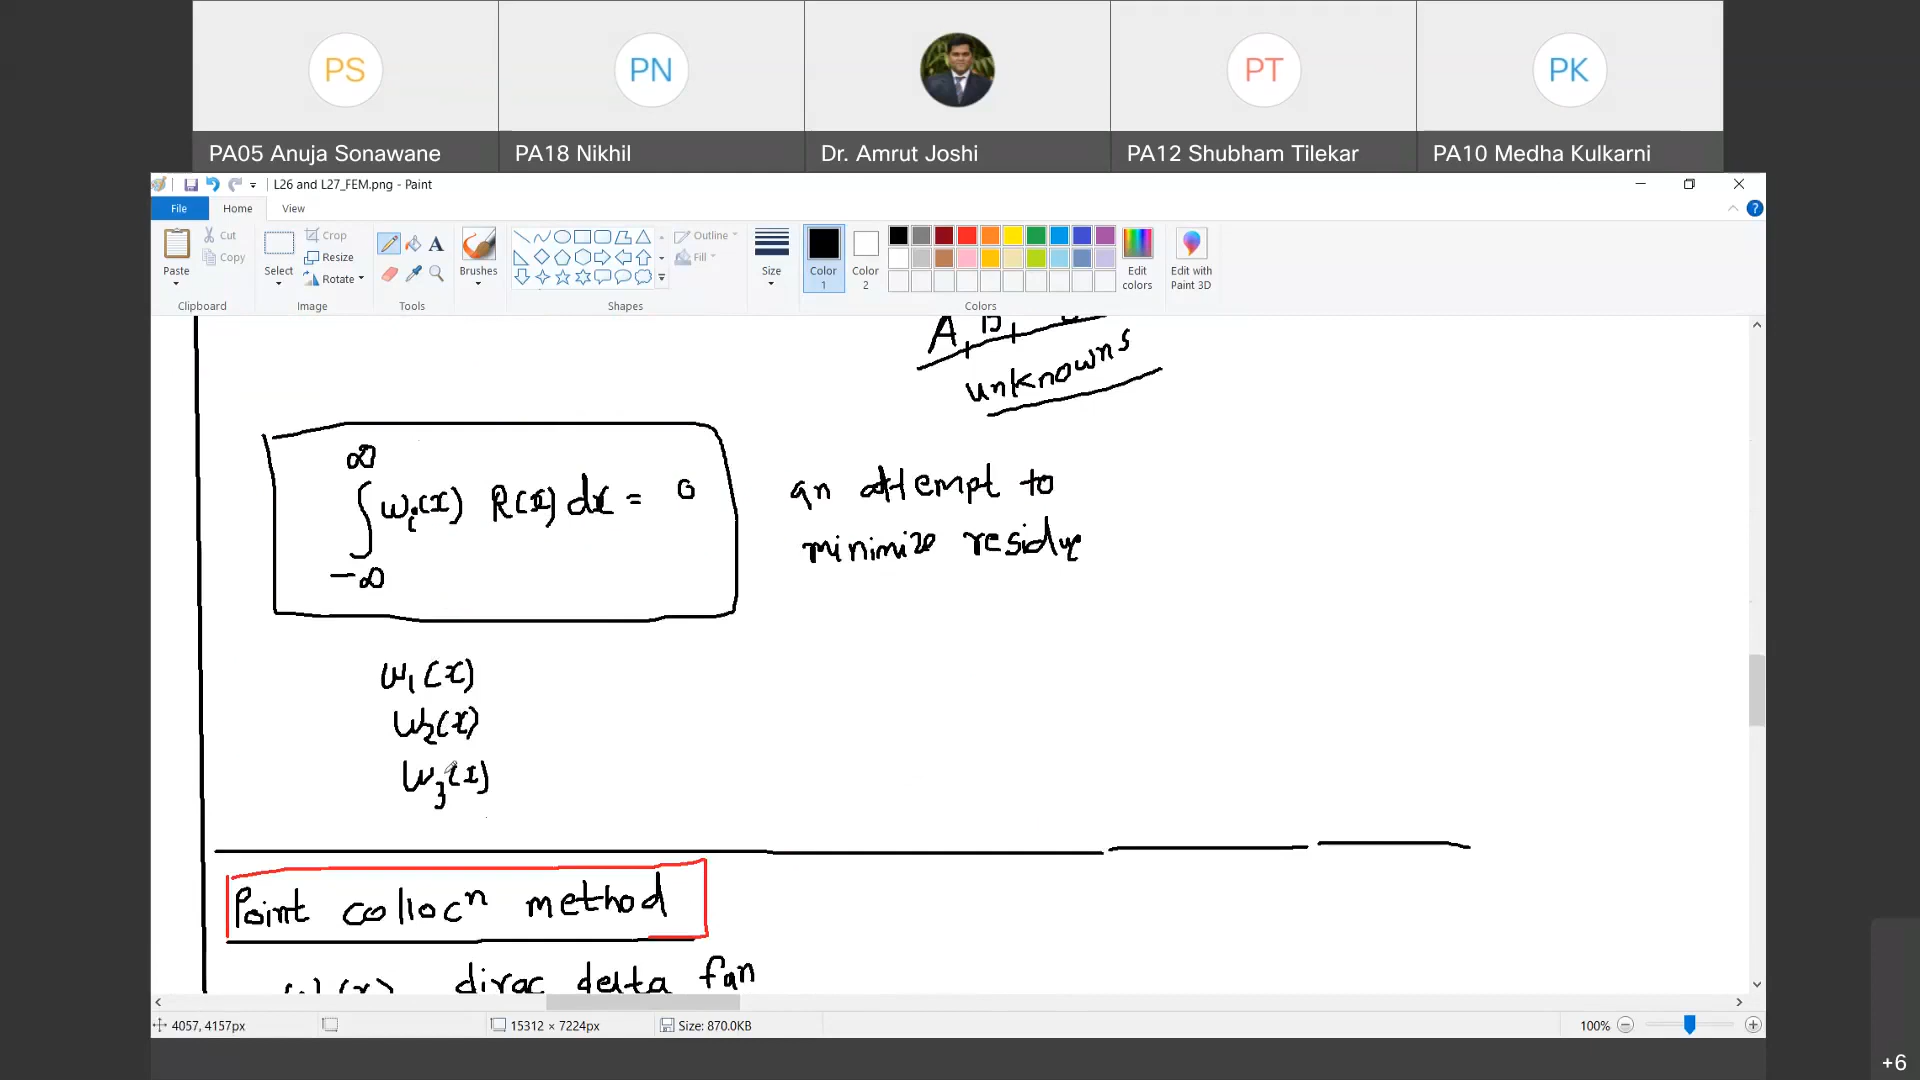 PS
PN
PT
PK
PA05 Anuja Sonawane
PA18 Nikhil
Dr. Amrut Joshi
PA12 Shubham Tilekar
PA10 Medha Kulkarni
L26 and L27_FEM.png - Paint
File
Home
View
Paste
Cut
Copy
Clipboard
Select
Crop
Resize
Rotate
Image
A
Tools
Brushes
Outline
Fill
Shapes
Size
Color
1
Color
2
Edit
colors
Colors
Edit with
Paint 3D
?
unknowns
∞
∫ wᵢ(x) R(x) dx = 0
-∞
an attempt to
minimize residue
w₁(x)
w₂(x)
w₃(x)
Point collocⁿ method
w(x) dirac delta fan
4057, 4157px
15312 × 7224px
Size: 870.0KB
100%
+6